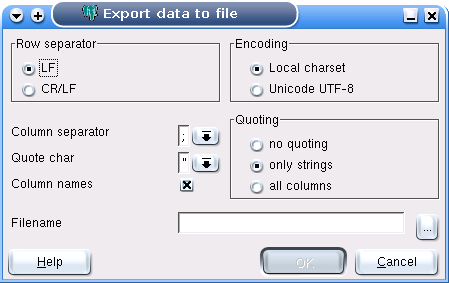 Export data to file
Row separator
LF
CR/LF
Encoding
Local charset
Unicode UTF-8
Column separator ;
Quote char "
Column names
Quoting
no quoting
only strings
all columns
Filename
...
Help
OK
Cancel